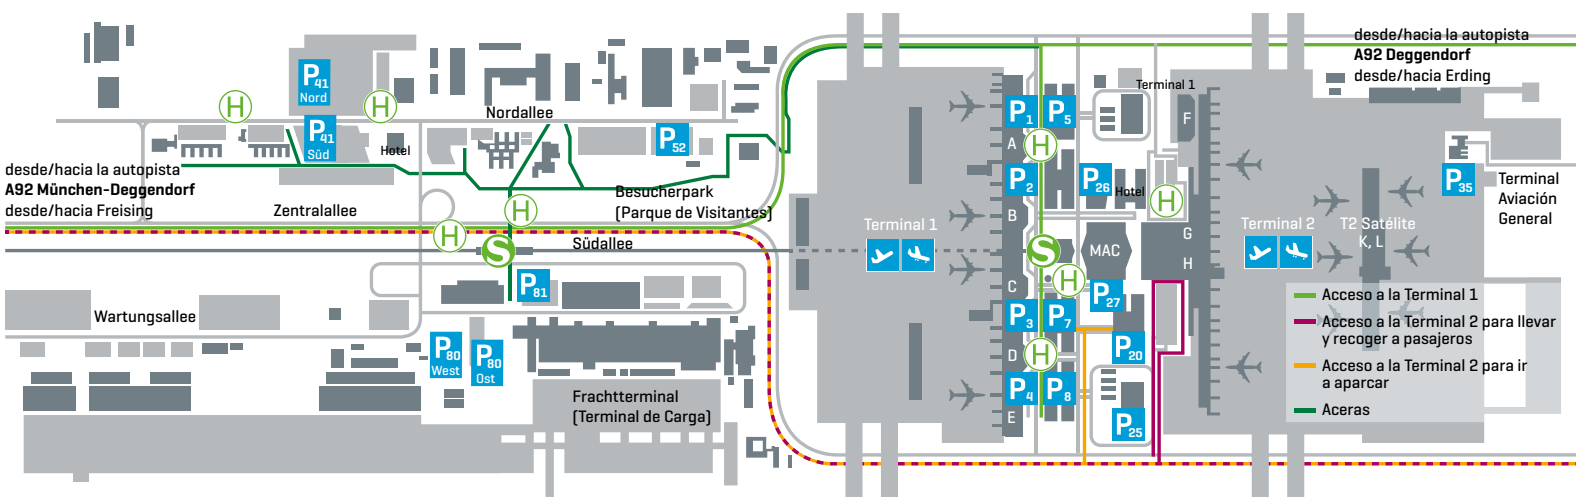 desde/hacia la autopista
A92 München-Deggendorf
desde/hacia Freising
P41
Nord
P41
Süd
H
H
Hotel
Nordallee
P52
Zentralallee
Besucherpark
(Parque de Visitantes)
H
H
S
Südallee
P81
Wartungsallee
P80
West
P80
Ost
Frachtterminal
(Terminal de Carga)
Terminal 1
P1
P5
A
H
P2
P26
Hotel
H
B
S
MAC
C
H
P27
P3
P7
P20
D
H
P4
P8
P25
E
Terminal 1
F
G
H
Terminal 2
T2 Satélite
K, L
desde/hacia la autopista
A92 Deggendorf
desde/hacia Erding
P35
Terminal
Aviación
General
Acceso a la Terminal 1
Acceso a la Terminal 2 para llevar
y recoger a pasajeros
Acceso a la Terminal 2 para ir
a aparcar
Aceras